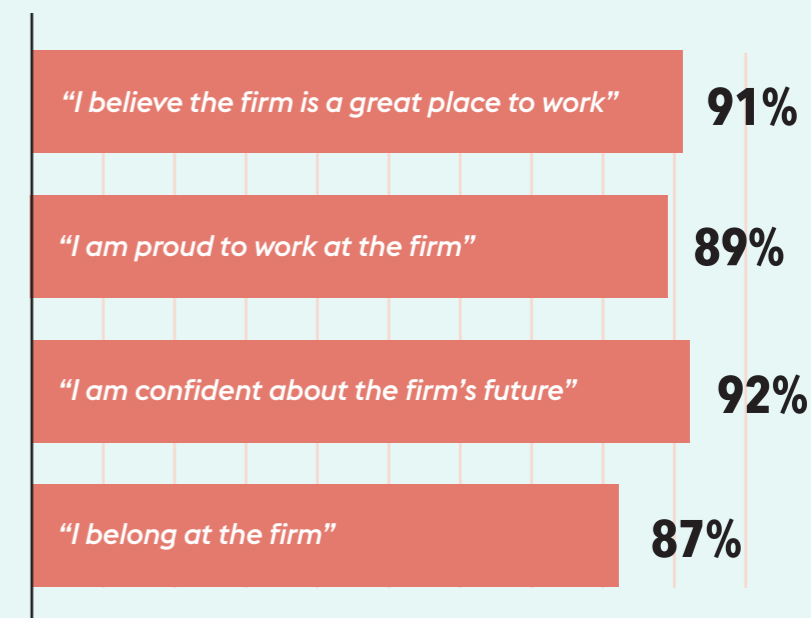 “I believe the firm is a great place to work” 91%
“I am proud to work at the firm” 89%
“I am confident about the firm’s future” 92%
“I belong at the firm” 87%